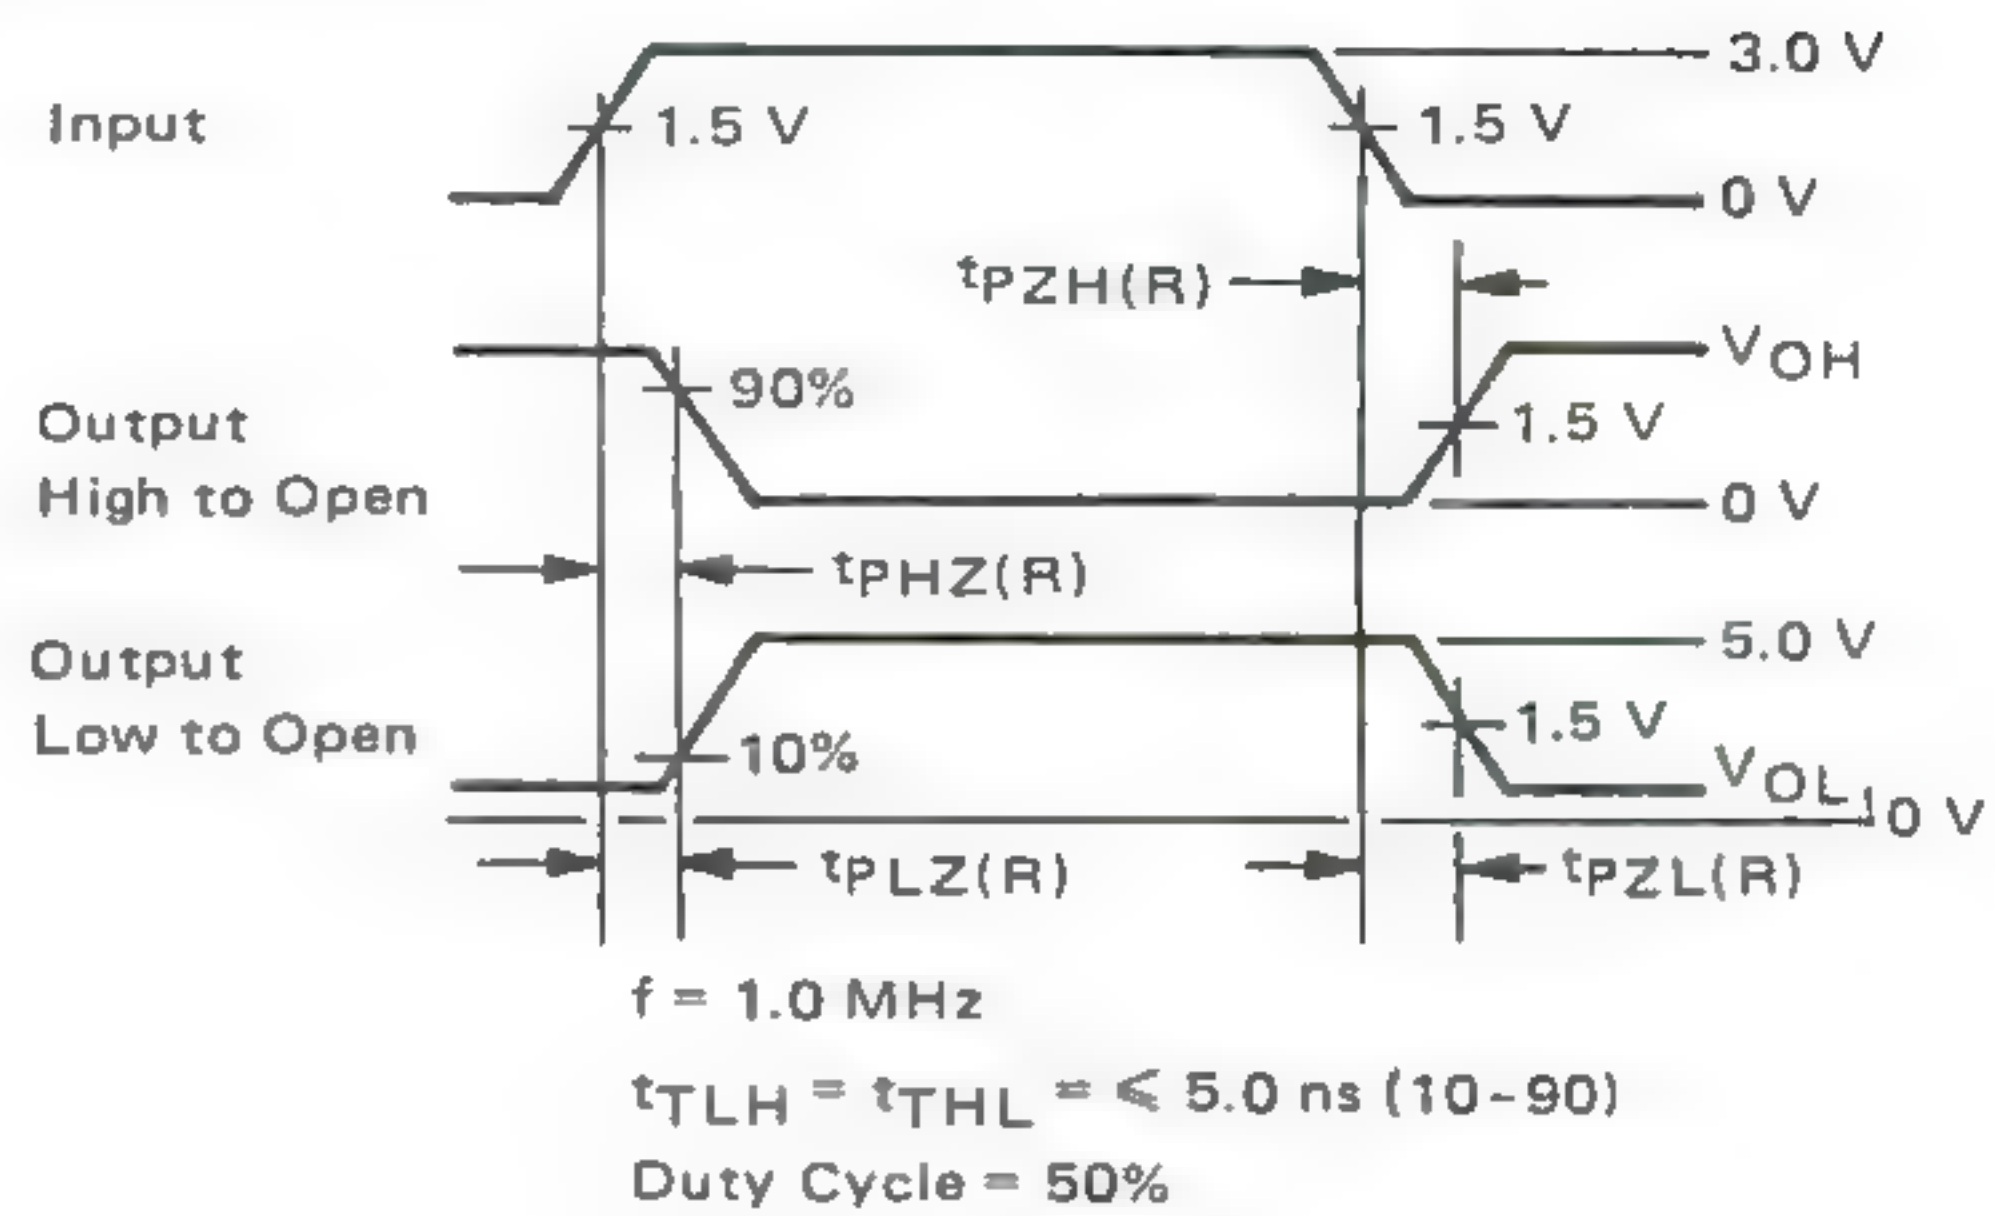 3.0 V
Input
1.5 V
1.5 V
0 V
tPZH(R)
VOH
90%
Output
High to Open
1.5 V
0 V
tPHZ(R)
Output
Low to Open
5.0 V
1.5 V
10%
VOL
0 V
tPLZ(R)
tPZL(R)
f = 1.0 MHz
tTLH = tTHL = ⩽ 5.0 ns (10-90)
Duty Cycle = 50%